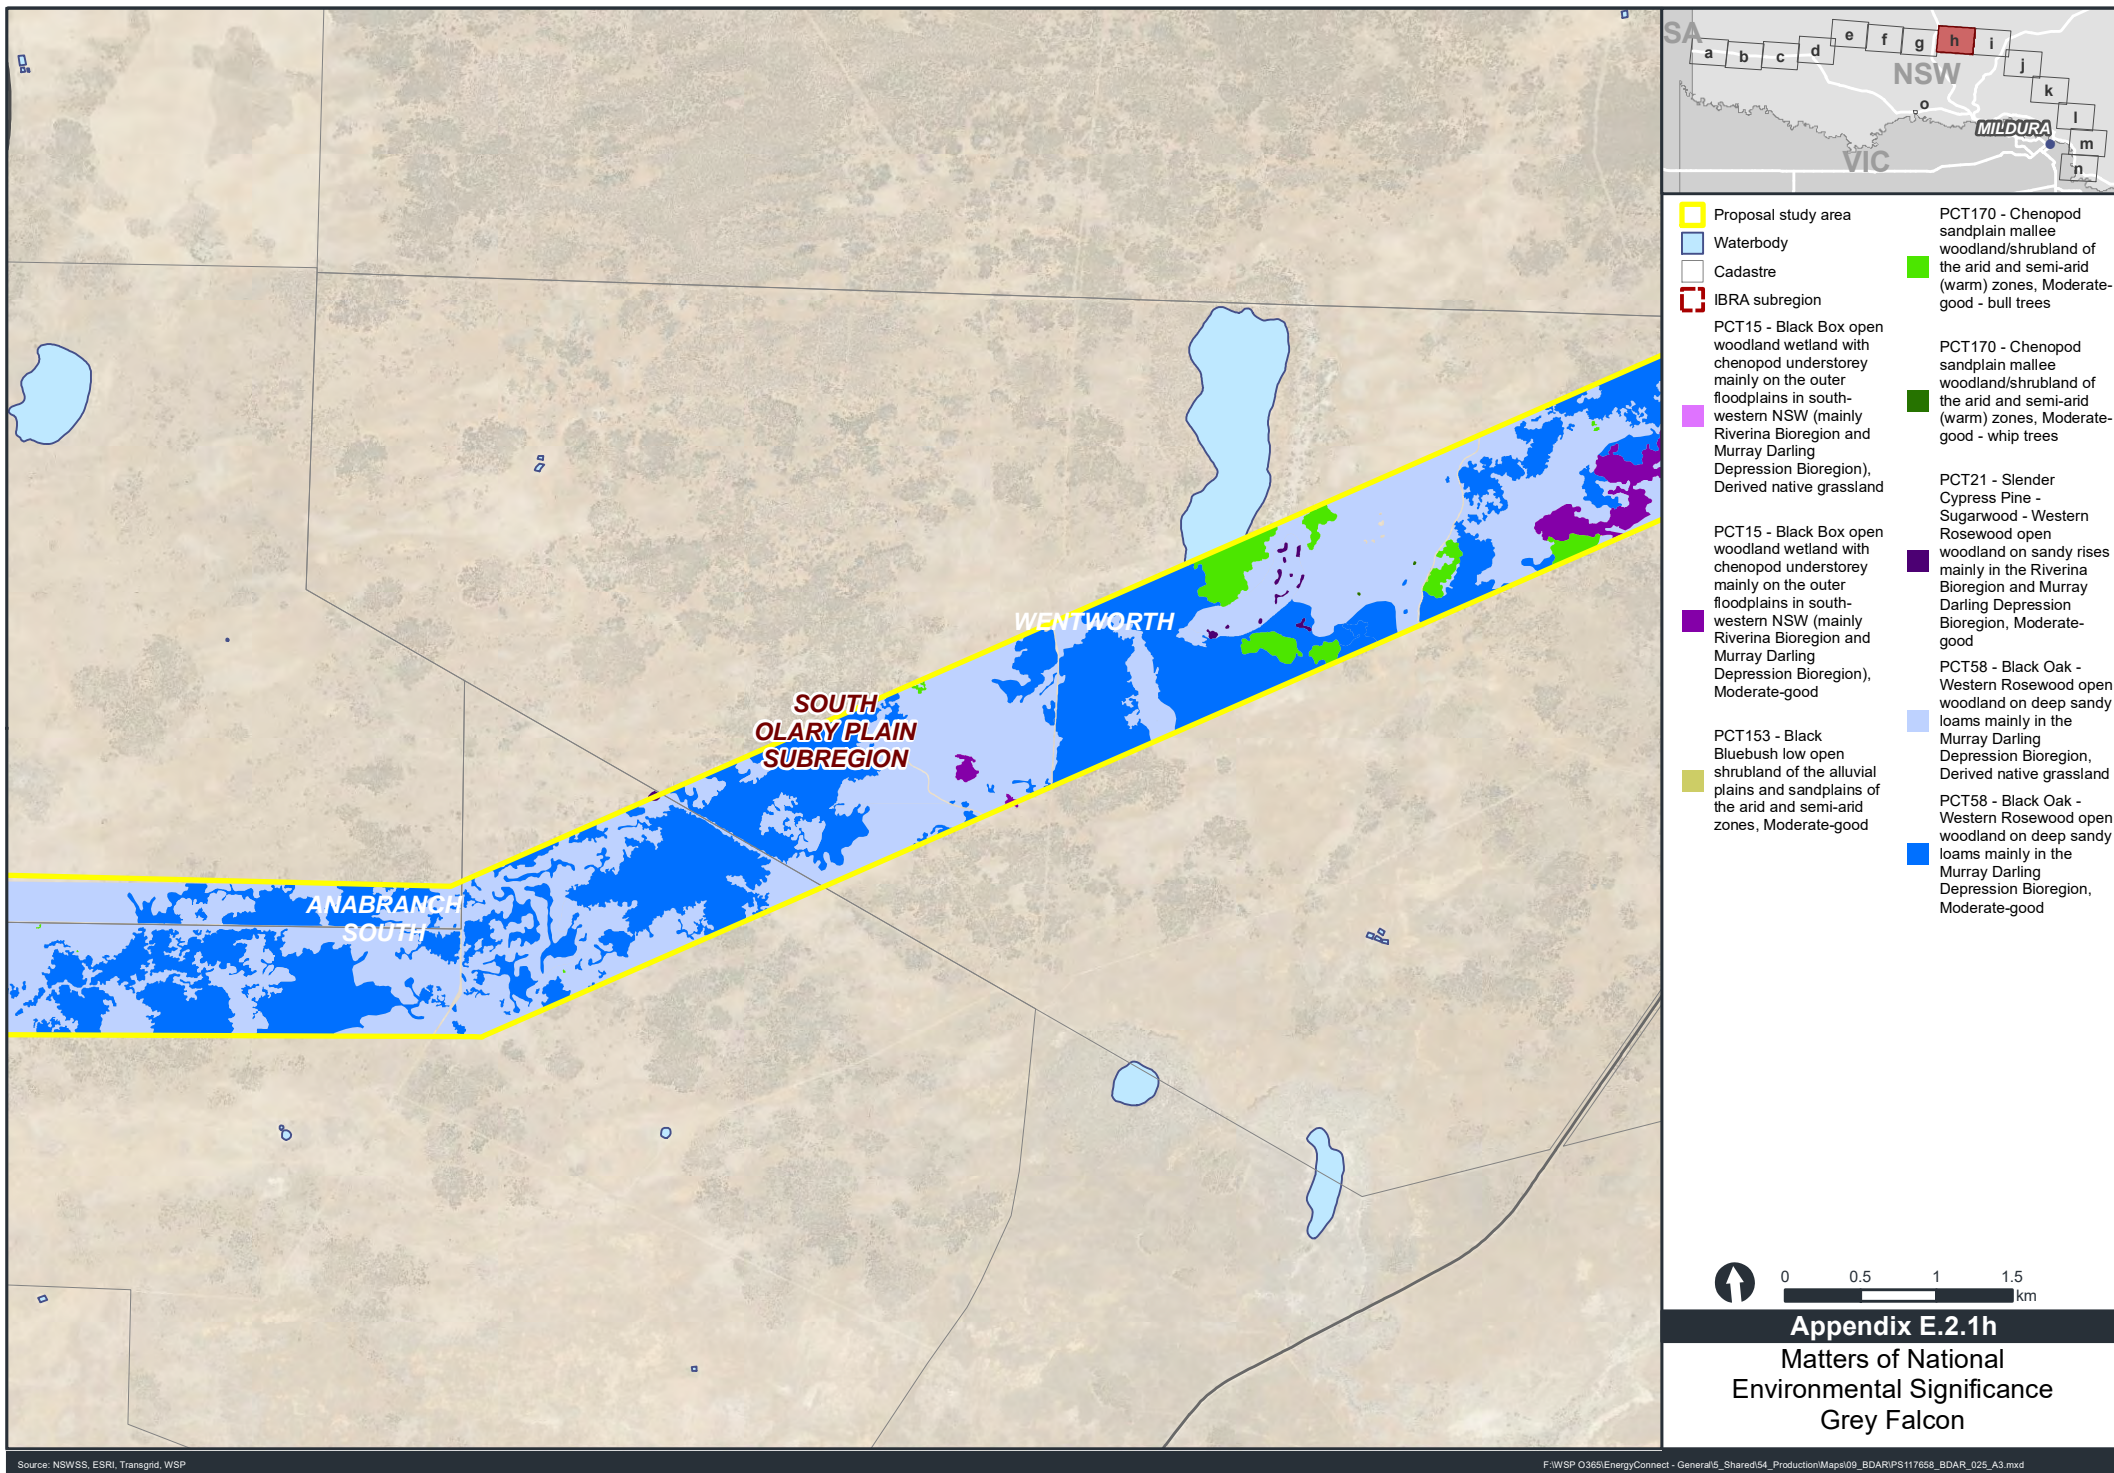 SA
a
b
c
d
e
f
g
h
i
j
k
l
m
n
o
NSW
MILDURA
VIC
Proposal study area
Waterbody
Cadastre
IBRA subregion
PCT15 - Black Box open
woodland wetland with
chenopod understorey
mainly on the outer
floodplains in south-
western NSW (mainly
Riverina Bioregion and
Murray Darling
Depression Bioregion),
Derived native grassland
PCT15 - Black Box open
woodland wetland with
chenopod understorey
mainly on the outer
floodplains in south-
western NSW (mainly
Riverina Bioregion and
Murray Darling
Depression Bioregion),
Moderate-good
PCT153 - Black
Bluebush low open
shrubland of the alluvial
plains and sandplains of
the arid and semi-arid
zones, Moderate-good
PCT170 - Chenopod
sandplain mallee
woodland/shrubland of
the arid and semi-arid
(warm) zones, Moderate-
good - bull trees
PCT170 - Chenopod
sandplain mallee
woodland/shrubland of
the arid and semi-arid
(warm) zones, Moderate-
good - whip trees
PCT21 - Slender
Cypress Pine -
Sugarwood - Western
Rosewood open
woodland on sandy rises
mainly in the Riverina
Bioregion and Murray
Darling Depression
Bioregion, Moderate-
good
PCT58 - Black Oak -
Western Rosewood open
woodland on deep sandy
loams mainly in the
Murray Darling
Depression Bioregion,
Derived native grassland
PCT58 - Black Oak -
Western Rosewood open
woodland on deep sandy
loams mainly in the
Murray Darling
Depression Bioregion,
Moderate-good
WENTWORTH
SOUTH
OLARY PLAIN
SUBREGION
ANABRANCH
SOUTH
0 0.5 1 1.5
km
Appendix E.2.1h
Matters of National
Environmental Significance
Grey Falcon
Source: NSWSS, ESRI, Transgrid, WSP
F:\WSP O365\EnergyConnect - General\5_Shared\54_Production\Maps\09_BDAR\PS117658_BDAR_025_A3.mxd